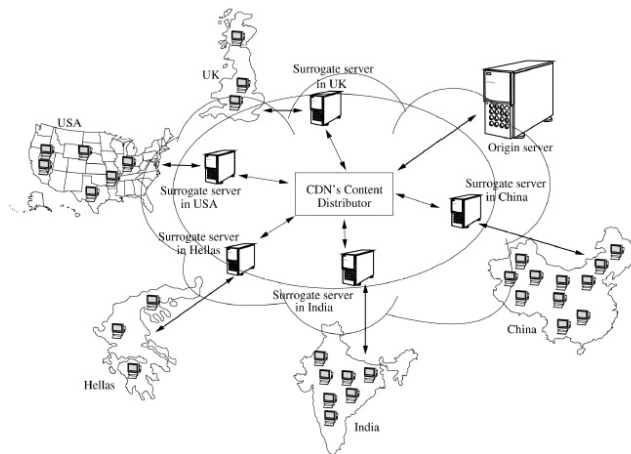 UK
Surrogate server
in UK
USA
Origin server
Surrogate server
in USA
CDN's Content
Distributor
Surrogate server
in China
Surrogate server
in Hellas
Surrogate server
in India
China
Hellas
India